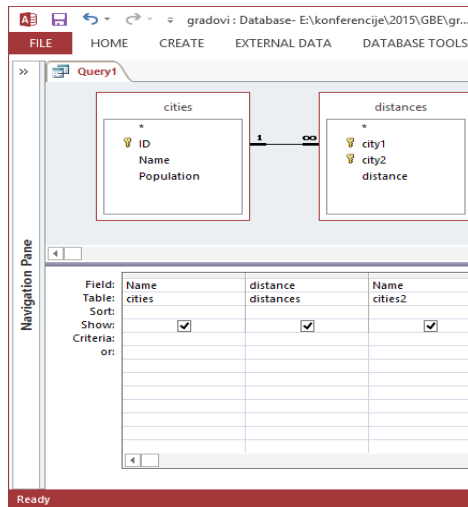 gradovi : Database- E:\konferencije\2015\GBE\gr...
FILE HOME CREATE EXTERNAL DATA DATABASE TOOLS
» Query1
cities distances
* *
ID 1 ∞ city1
Name city2
Population distance
Navigation Pane
Field: Name distance Name
Table: cities distances cities2
Sort:
Show:
Criteria:
or:
Ready